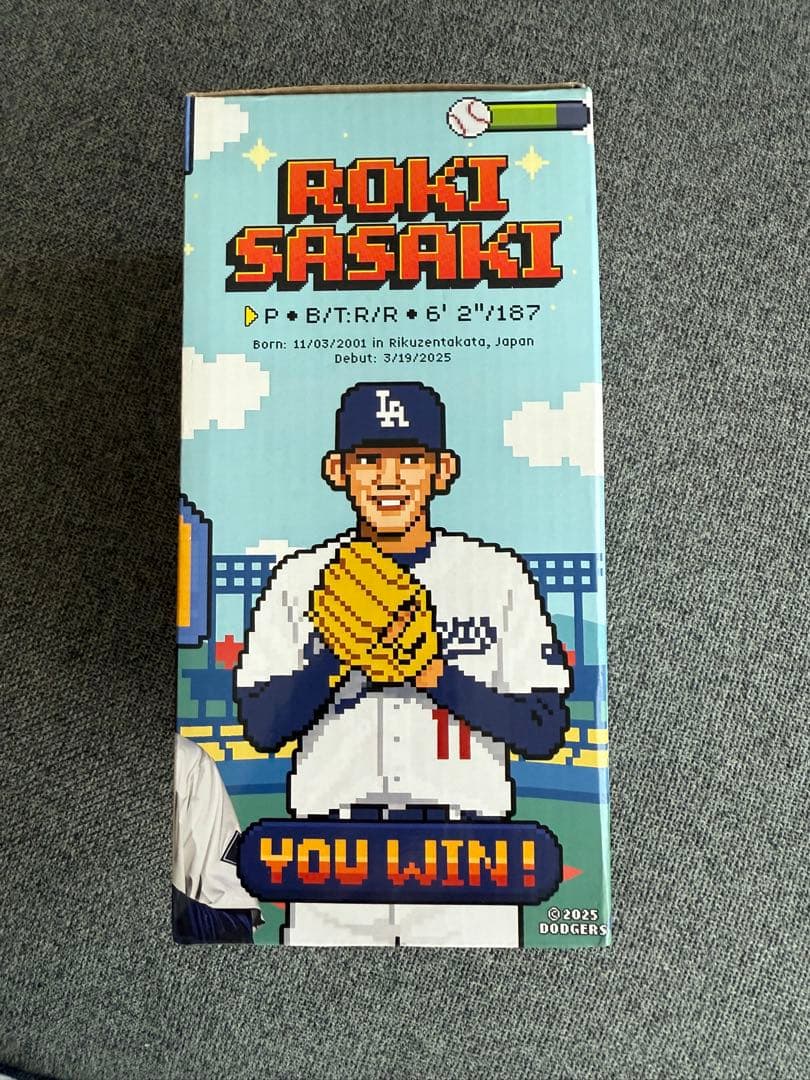 ROKI
SASAKI
P • B/T:R/R • 6' 2"/187
Born: 11/03/2001 in Rikuzentakata, Japan
Debut: 3/19/2025
LA
11
YOU WIN!
©2025
DODGERS